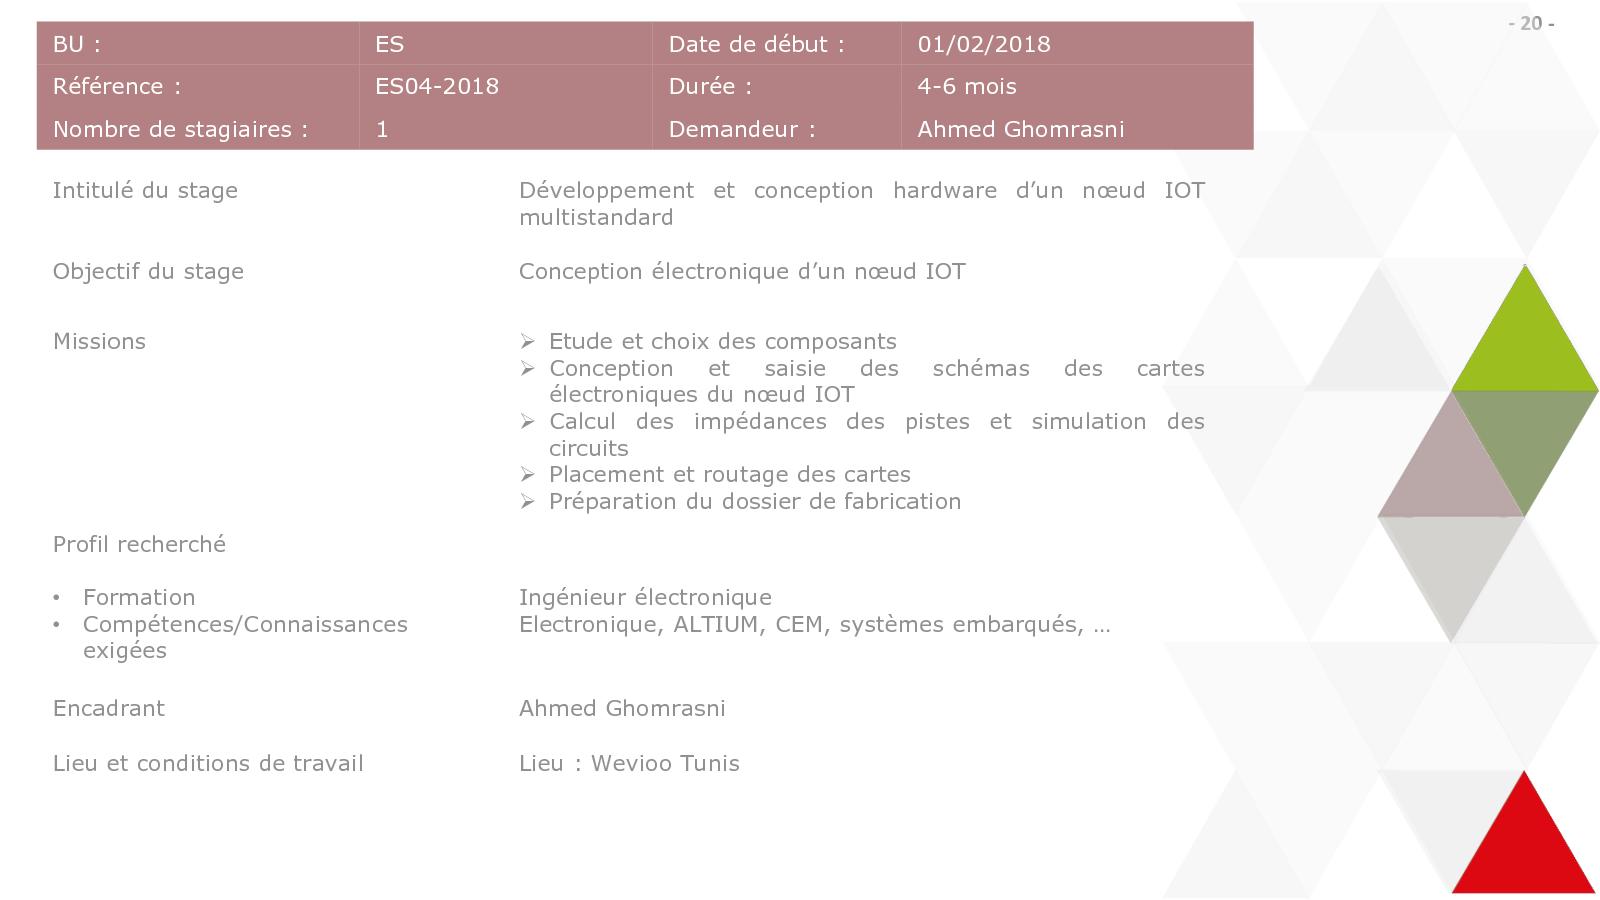 - 20 -
BU : ES Date de début : 01/02/2018
Référence : ES04-2018 Durée : 4-6 mois
Nombre de stagiaires : 1 Demandeur : Ahmed Ghomrasni
Intitulé du stage Développement et conception hardware d’un nœud IOT
multistandard
Objectif du stage Conception électronique d’un nœud IOT
Missions ➢ Etude et choix des composants
➢ Conception et saisie des schémas des cartes
électroniques du nœud IOT
➢ Calcul des impédances des pistes et simulation des
circuits
➢ Placement et routage des cartes
➢ Préparation du dossier de fabrication
Profil recherché
• Formation Ingénieur électronique
• Compétences/Connaissances Electronique, ALTIUM, CEM, systèmes embarqués, …
exigées
Encadrant Ahmed Ghomrasni
Lieu et conditions de travail Lieu : Wevioo Tunis